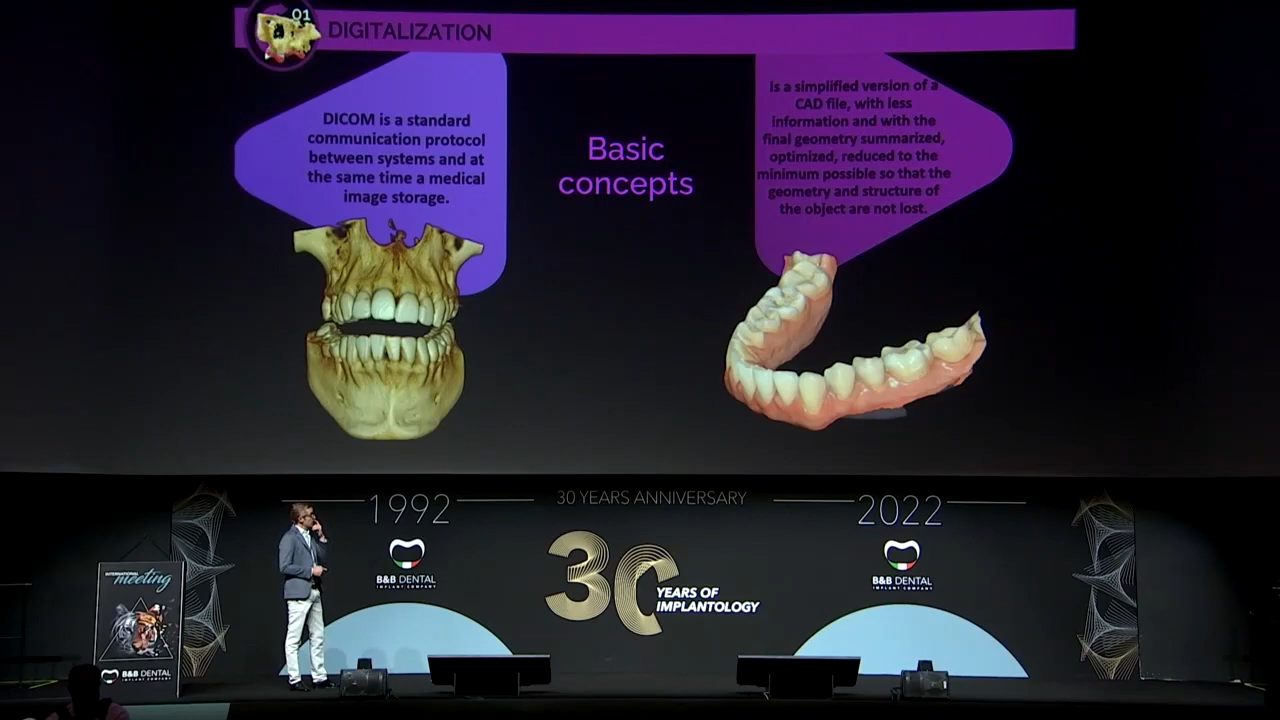 01
DIGITALIZATION
DICOM is a standard
communication protocol
between systems and at
the same time a medical
image storage.
Basic
concepts
Is a simplified version of a
CAD file, with less
information and with the
final geometry summarized,
optimized, reduced to the
minimum possible so that the
geometry and structure of
the object are not lost.
1992
30 YEARS ANNIVERSARY
2022
B&B DENTAL
IMPLANT COMPANY
30
YEARS OF
IMPLANTOLOGY
B&B DENTAL
IMPLANT COMPANY
INTERNATIONAL
meeting
B&B DENTAL
IMPLANT COMPANY